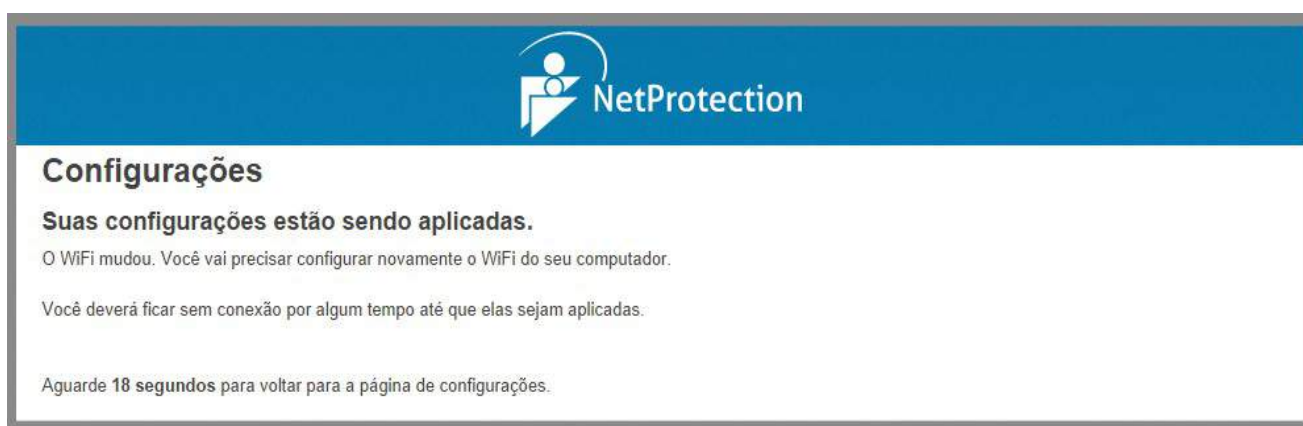 NetProtection
Configurações
Suas configurações estão sendo aplicadas.
O WiFi mudou. Você vai precisar configurar novamente o WiFi do seu computador.
Você deverá ficar sem conexão por algum tempo até que elas sejam aplicadas.
Aguarde 18 segundos para voltar para a página de configurações.